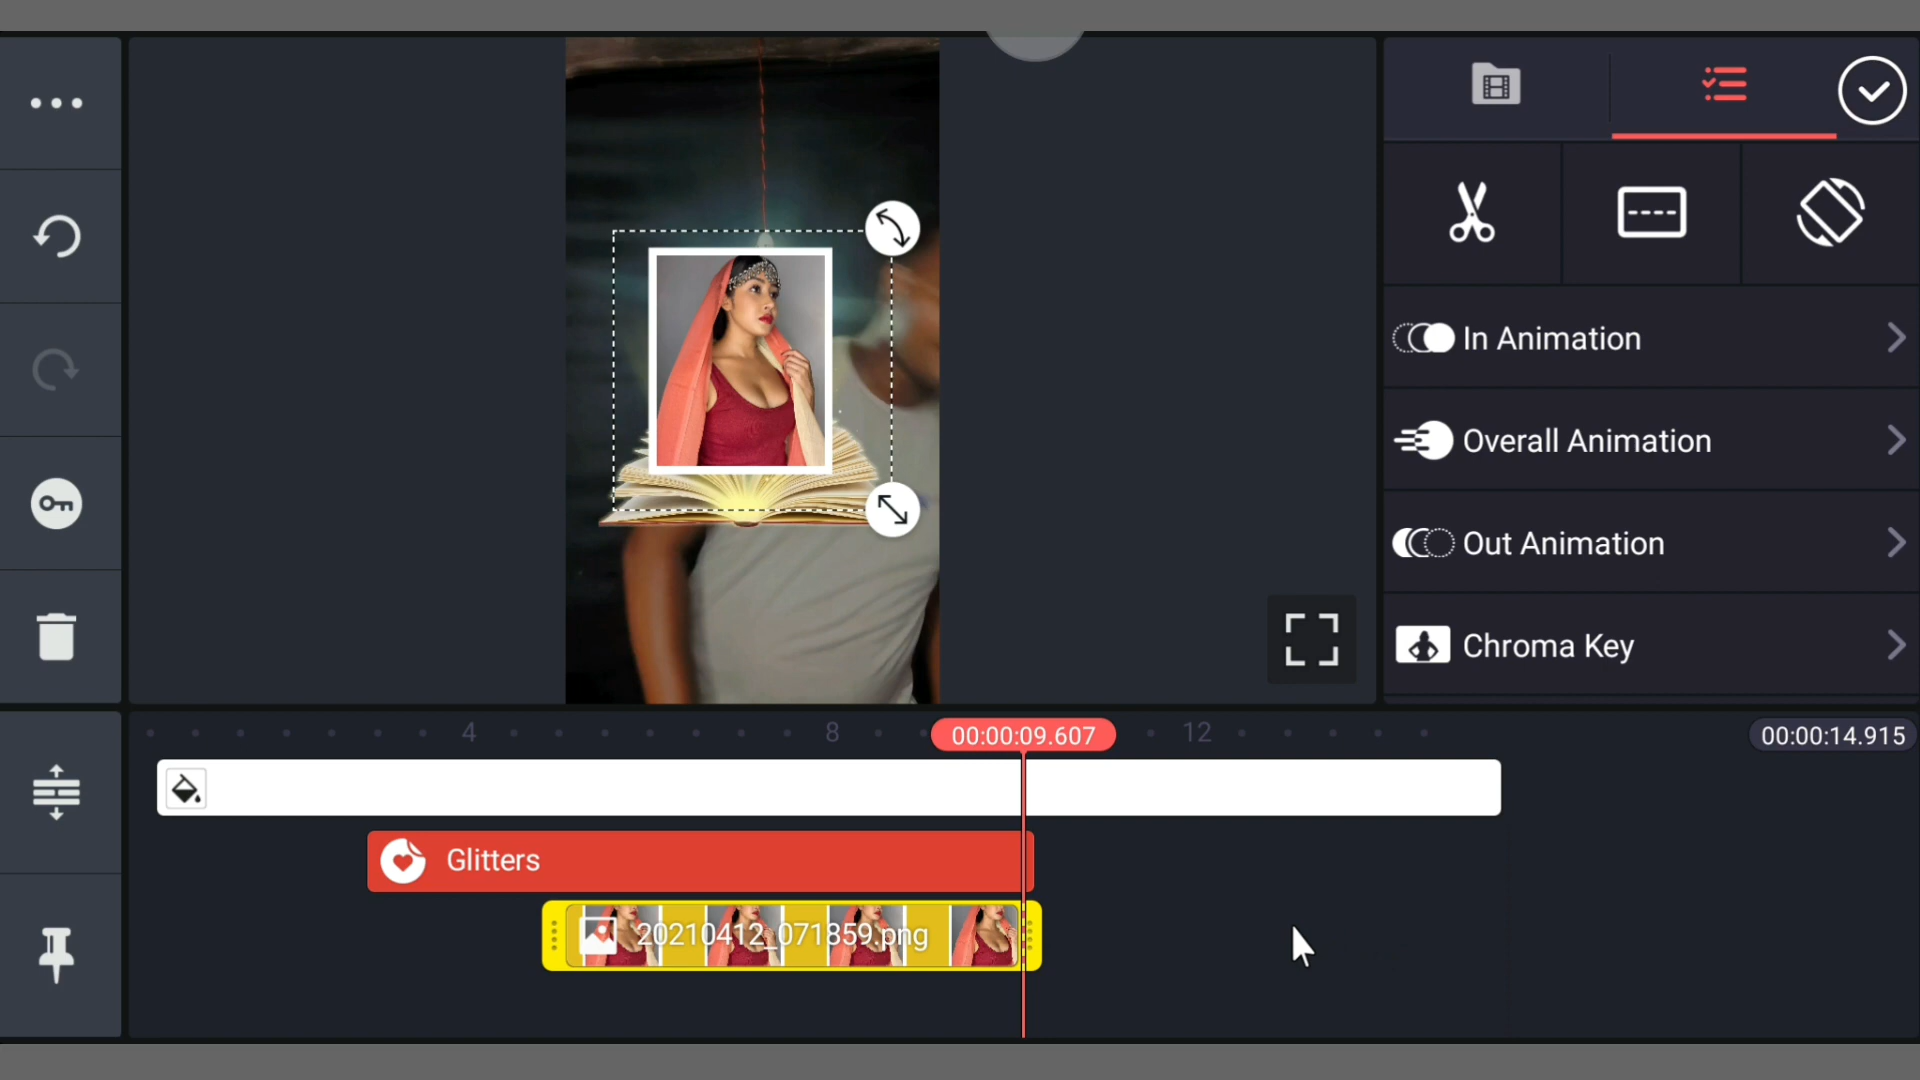 In Animation
Overall Animation
Out Animation
Chroma Key
4
8
00:00:09.607
12
00:00:14.915
Glitters
20210412_071859.png